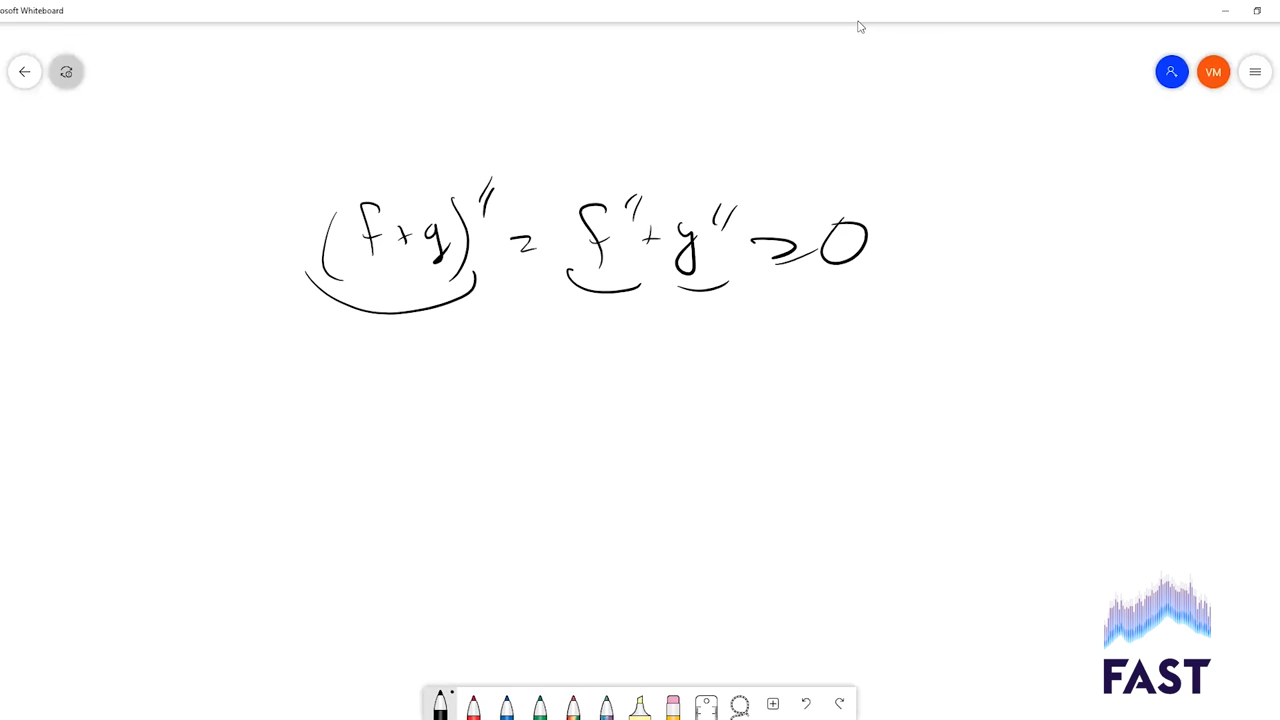 osoft Whiteboard
VM
(f+g)'' = f'' + g'' ≥ 0
FAST